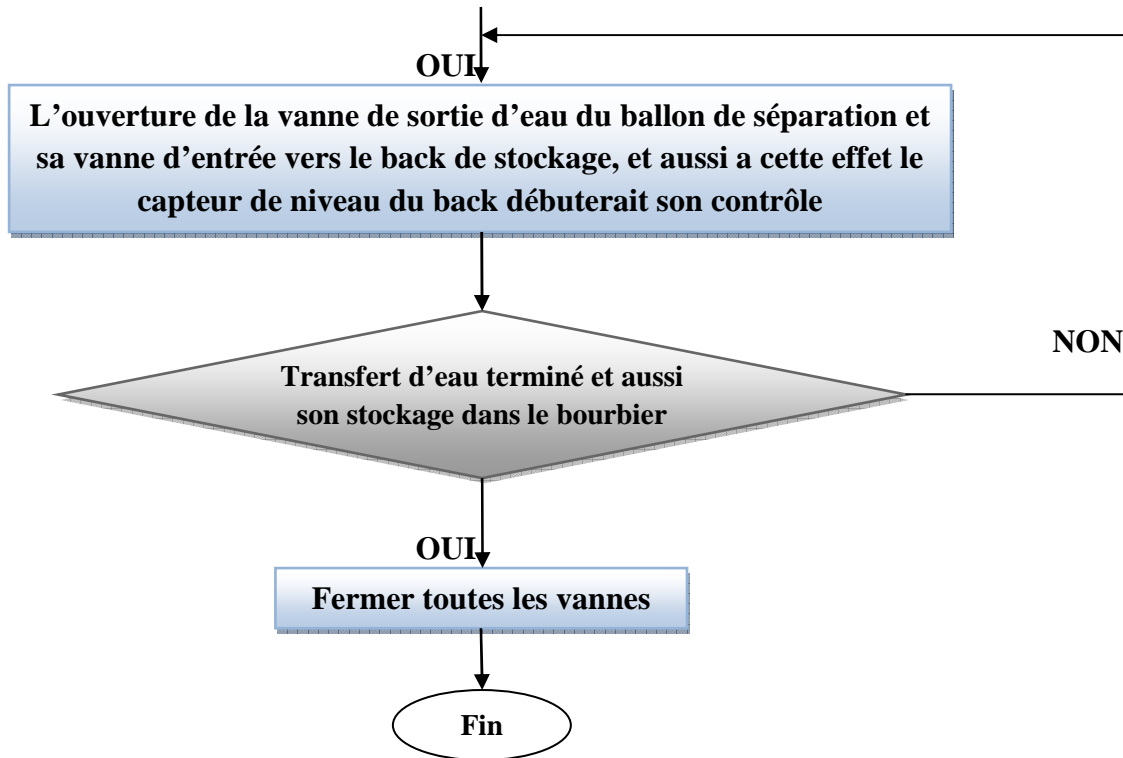 OUI
L’ouverture de la vanne de sortie d’eau du ballon de séparation et
sa vanne d’entrée vers le back de stockage, et aussi a cette effet le
capteur de niveau du back débuterait son contrôle
NON
Transfert d’eau terminé et aussi
son stockage dans le bourbier
OUI
Fermer toutes les vannes
Fin